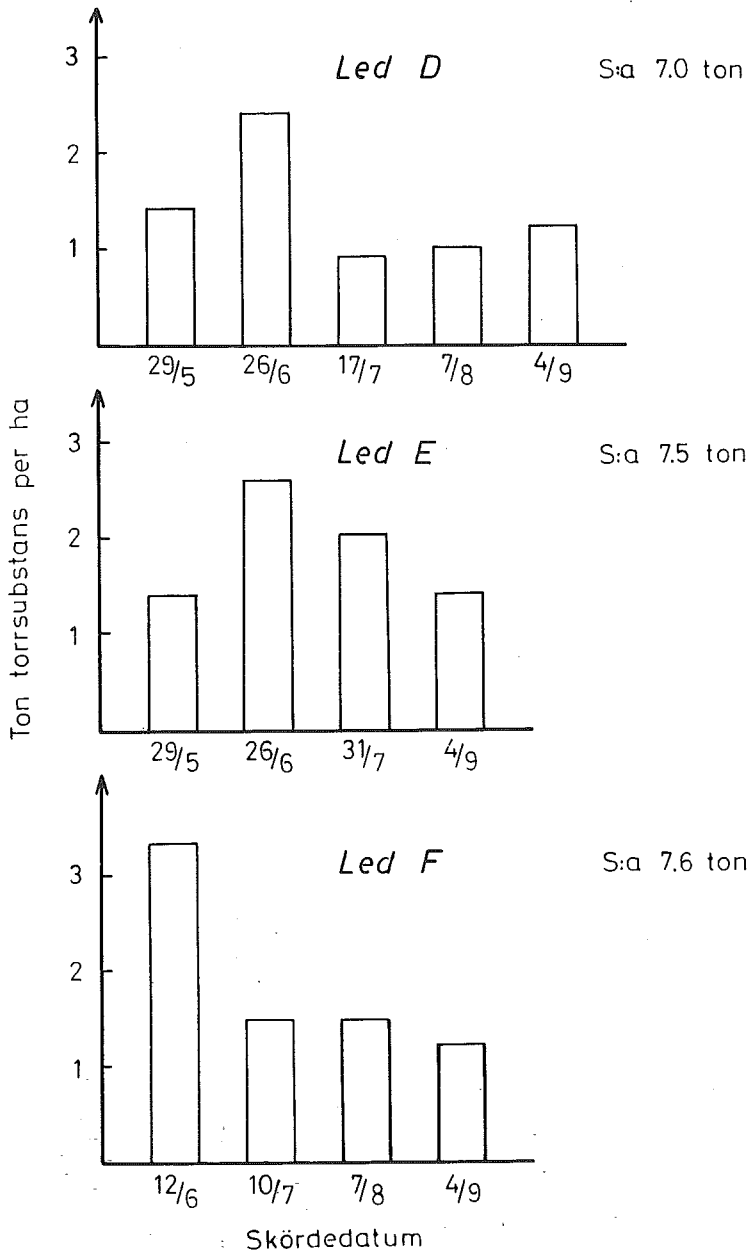 Led D
S:a 7.0 ton
3
2
1
29/5 26/6 17/7 7/8 4/9
Ton torrsubstans per ha
Led E
S:a 7.5 ton
3
2
1
29/5 26/6 31/7 4/9
Led F
S:a 7.6 ton
3
2
1
12/6 10/7 7/8 4/9
Skördedatum